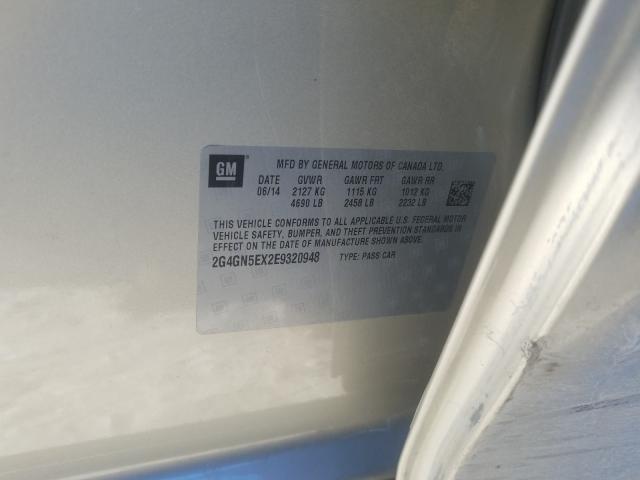 GM
MFD BY GENERAL MOTORS OF CANADA LTD.
DATE GVWR GAWR FRT GAWR RR
06/14 2127 KG 1115 KG 1012 KG
4690 LB 2458 LB 2232 LB
THIS VEHICLE CONFORMS TO ALL APPLICABLE U.S. FEDERAL MOTOR
VEHICLE SAFETY, BUMPER, AND THEFT PREVENTION STANDARDS IN
EFFECT ON THE DATE OF MANUFACTURE SHOWN ABOVE.
2G4GN5EX2E9320948 TYPE: PASS CAR